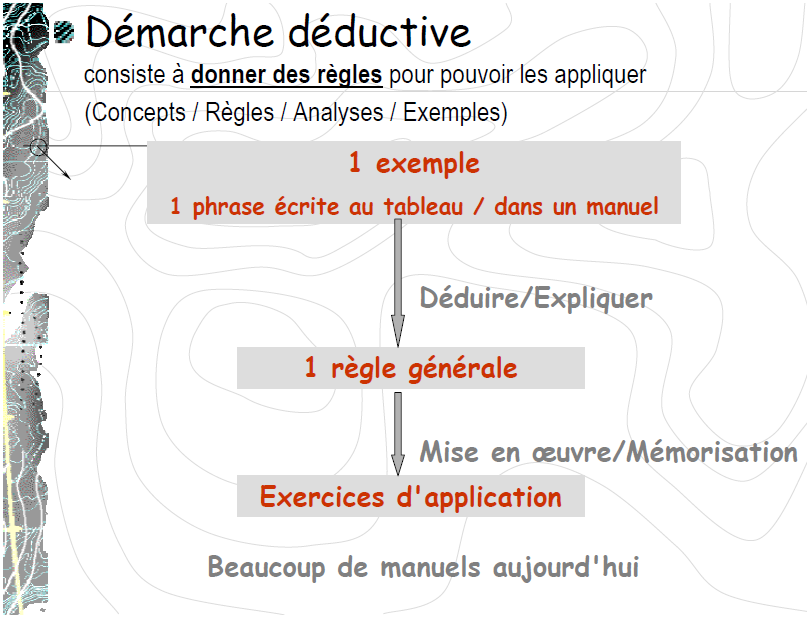 Démarche déductive
consiste à donner des règles pour pouvoir les appliquer
(Concepts / Règles / Analyses / Exemples)
1 exemple
1 phrase écrite au tableau / dans un manuel
Déduire/Expliquer
1 règle générale
Mise en œuvre/Mémorisation
Exercices d'application
Beaucoup de manuels aujourd'hui